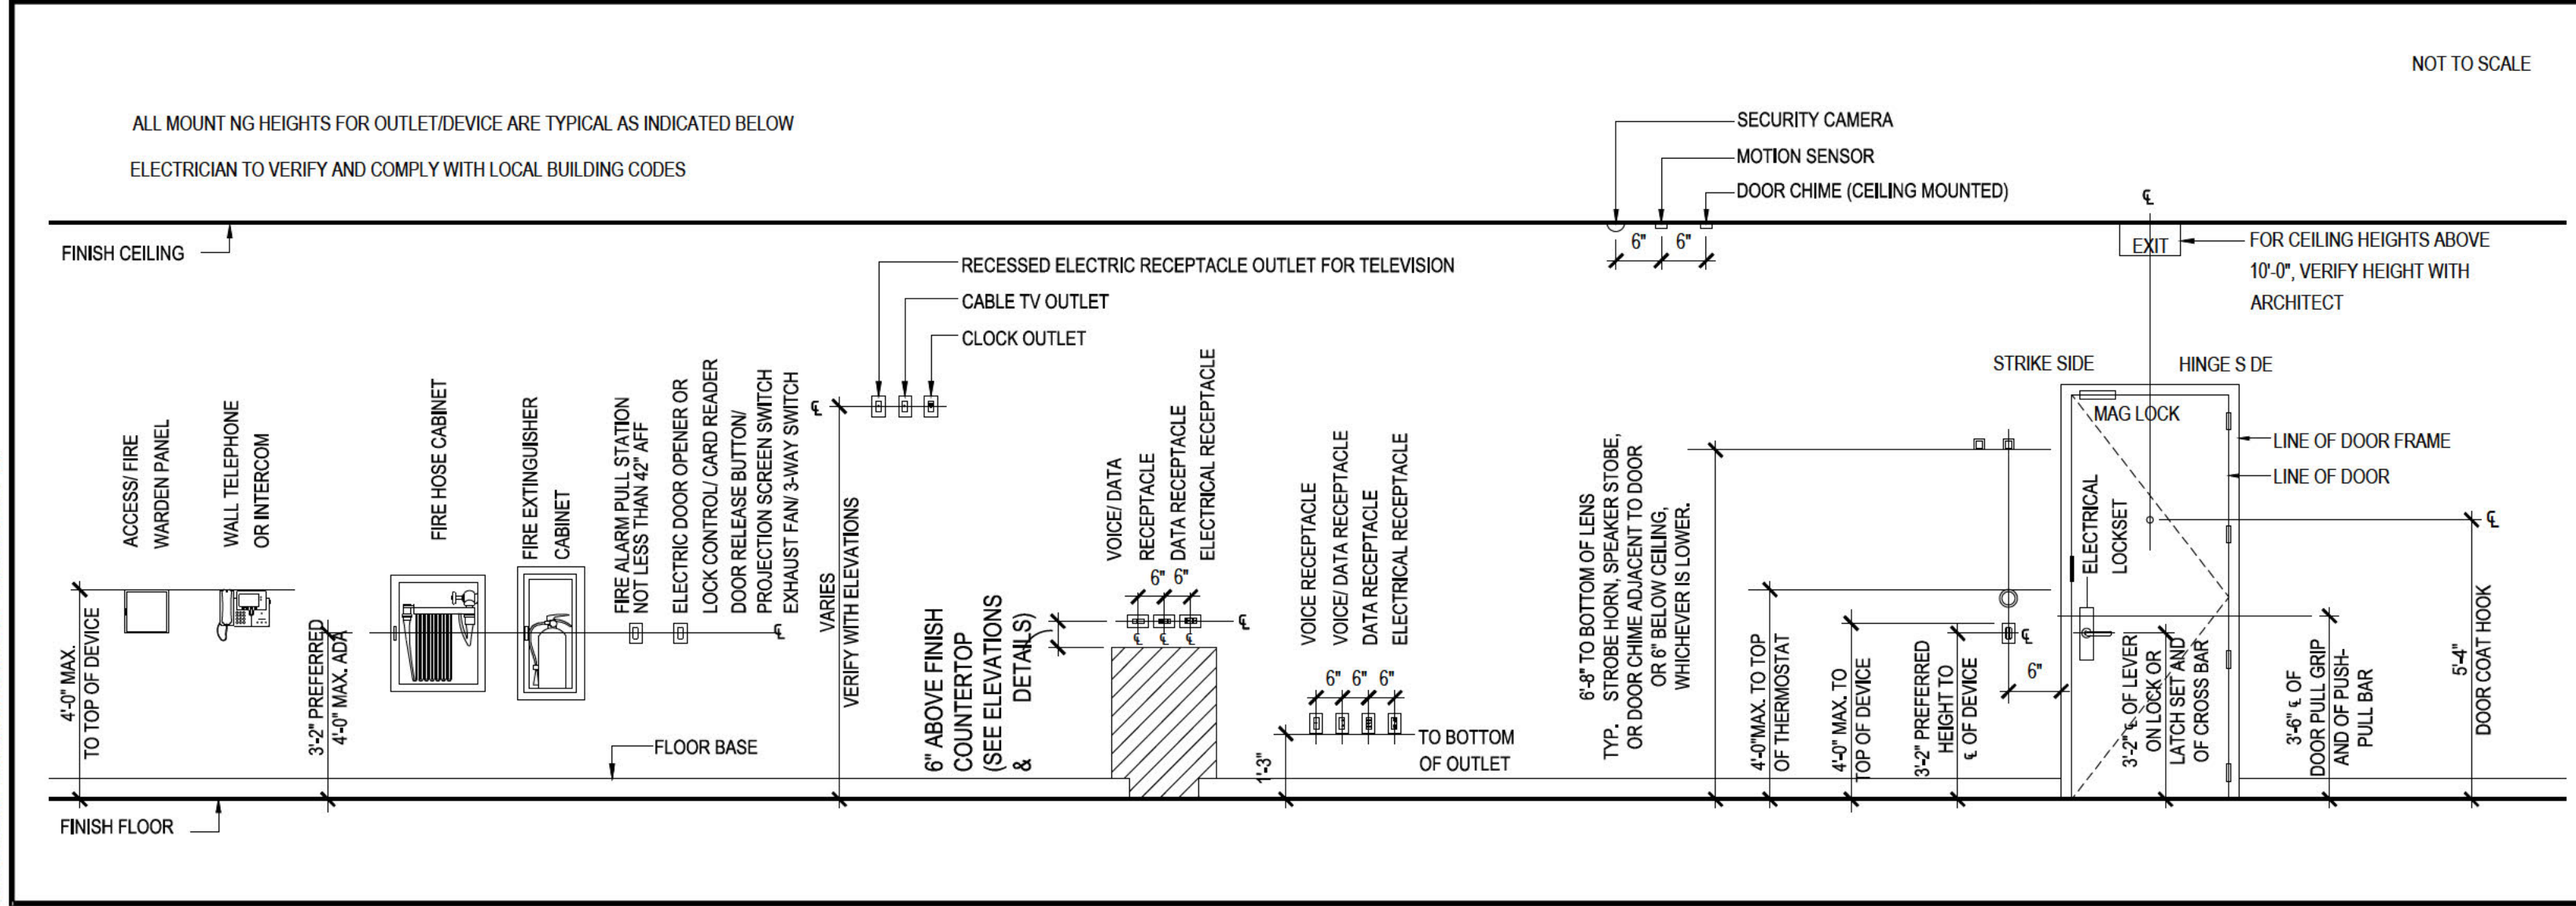 NOT TO SCALE
ALL MOUNT NG HEIGHTS FOR OUTLET/DEVICE ARE TYPICAL AS INDICATED BELOW
ELECTRICIAN TO VERIFY AND COMPLY WITH LOCAL BUILDING CODES
SECURITY CAMERA
MOTION SENSOR
DOOR CHIME (CEILING MOUNTED)
℄
FINISH CEILING
6"
6"
EXIT
FOR CEILING HEIGHTS ABOVE
10'-0", VERIFY HEIGHT WITH
ARCHITECT
RECESSED ELECTRIC RECEPTACLE OUTLET FOR TELEVISION
CABLE TV OUTLET
CLOCK OUTLET
℄
STRIKE SIDE
HINGE S DE
MAG LOCK
LINE OF DOOR FRAME
LINE OF DOOR
ACCESS/ FIRE
WARDEN PANEL
WALL TELEPHONE
OR INTERCOM
FIRE HOSE CABINET
FIRE EXTINGUISHER
CABINET
FIRE ALARM PULL STATION
NOT LESS THAN 42" AFF
ELECTRIC DOOR OPENER OR
LOCK CONTROL/ CARD READER
DOOR RELEASE BUTTON/
PROJECTION SCREEN SWITCH
EXHAUST FAN/ 3-WAY SWITCH
℄
4'-0" MAX.
TO TOP OF DEVICE
3'-2" PREFERRED
4'-0" MAX. ADA
VARIES
VERIFY WITH ELEVATIONS
FLOOR BASE
6" ABOVE FINISH
COUNTERTOP
(SEE ELEVATIONS
& DETAILS)
VOICE/ DATA
RECEPTACLE
DATA RECEPTACLE
ELECTRICAL RECEPTACLE
6"
6"
℄
℄
℄
℄
VOICE RECEPTACLE
VOICE/ DATA RECEPTACLE
DATA RECEPTACLE
ELECTRICAL RECEPTACLE
6"
6"
6"
1'-3"
TO BOTTOM
OF OUTLET
6'-8" TO BOTTOM OF LENS
TYP. STROBE HORN, SPEAKER STOBE,
OR DOOR CHIME ADJACENT TO DOOR
OR 6" BELOW CEILING,
WHICHEVER IS LOWER.
4'-0"MAX. TO TOP
OF THERMOSTAT
4'-0" MAX. TO
TOP OF DEVICE
3'-2" PREFERRED
HEIGHT TO
℄ OF DEVICE
℄
6"
ELECTRICAL
LOCKSET
3'-2" ℄ OF LEVER
ON LOCK OR
LATCH SET AND
OF CROSS BAR
3'-6" ℄ OF
DOOR PULL GRIP
AND OF PUSH-
PULL BAR
5'-4"
DOOR COAT HOOK
℄
FINISH FLOOR